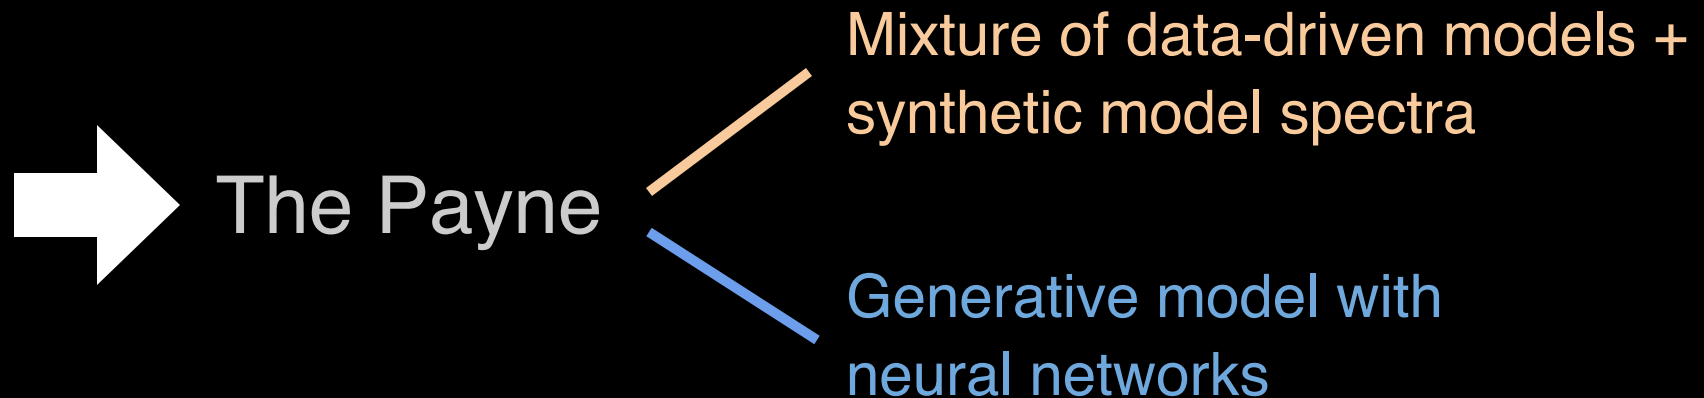 The Payne
Mixture of data-driven models +
synthetic model spectra
Generative model with
neural networks